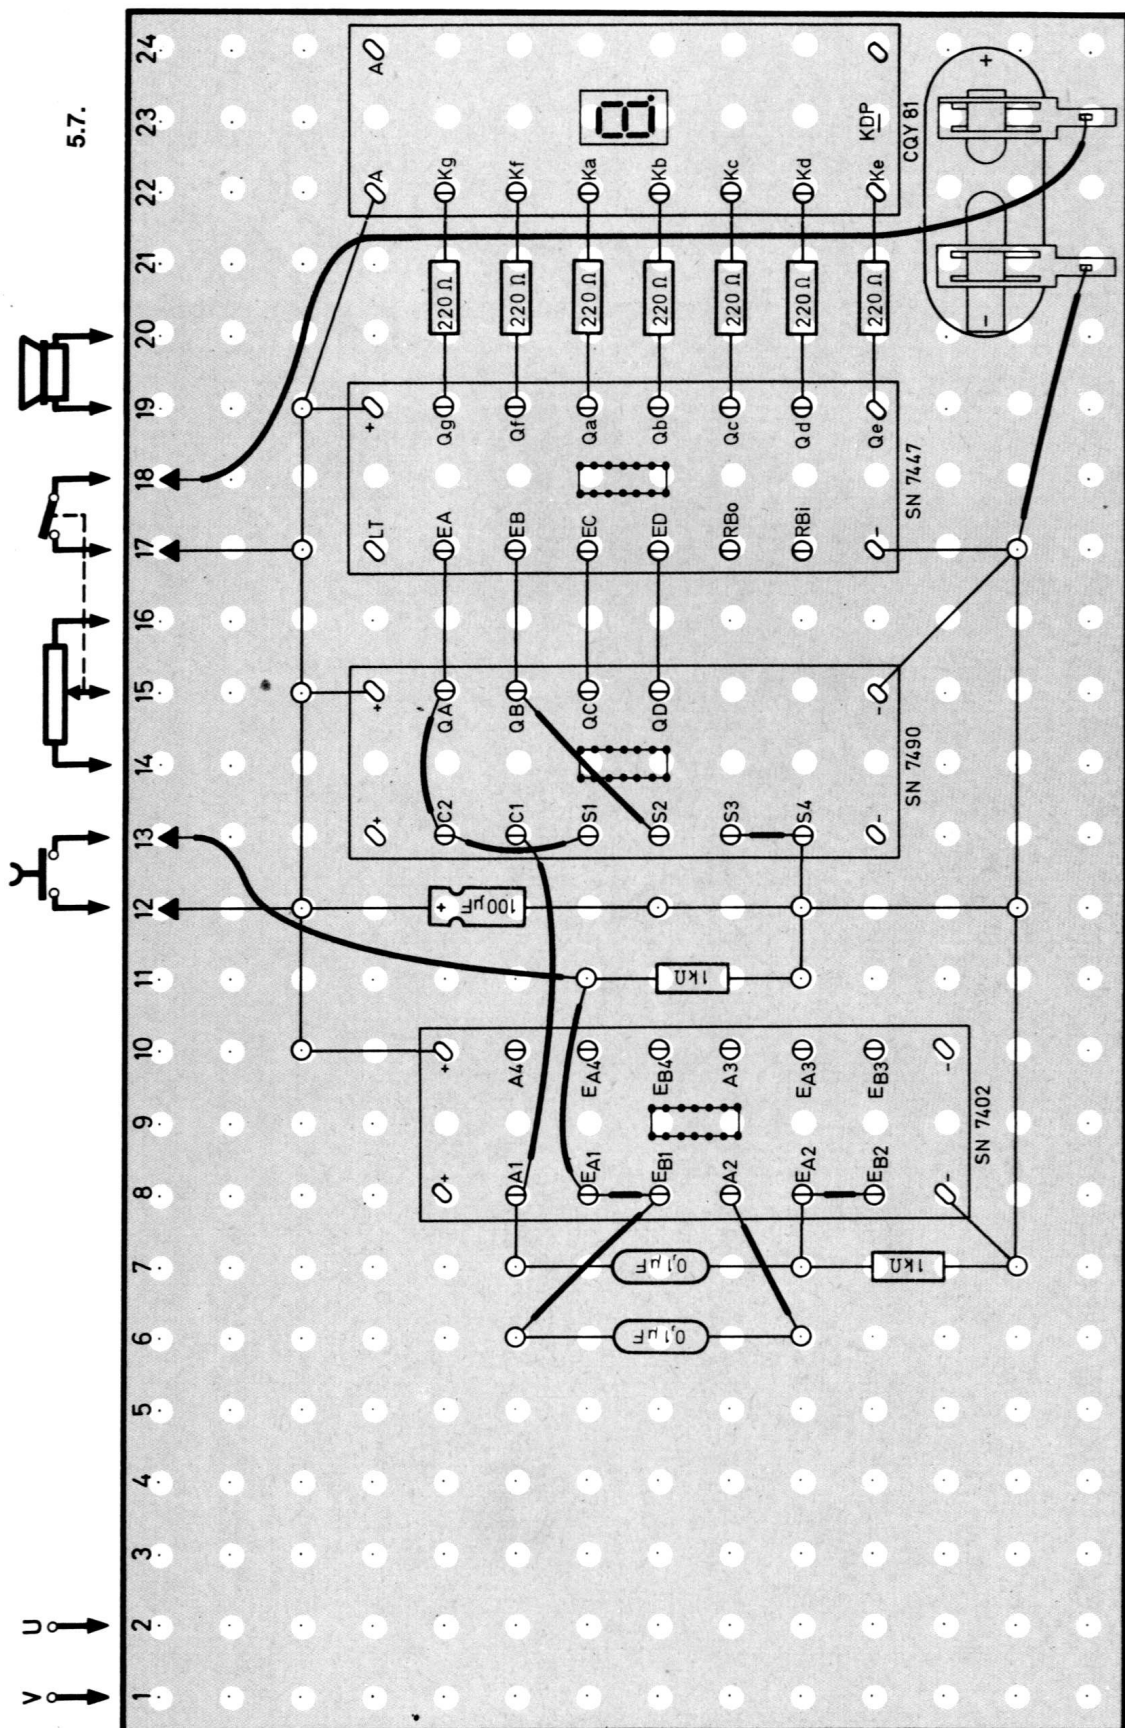 5.7.
24
23
22
21
20
19
18
17
16
15
14
13
12
11
10
9
8
7
6
5
4
3
2
1
U
V
A
A
Kg
Kf
Ka
Kb
Kc
Kd
Ke
KDP
CQY 81
+
-
220 Ω
220 Ω
220 Ω
220 Ω
220 Ω
220 Ω
220 Ω
+
Qg
Qf
Qa
Qb
Qc
Qd
Qe
LT
EA
EB
EC
ED
RBo
RBi
-
SN 7447
+
QA
QB
QC
QD
-
+
C2
C1
S1
S2
S3
S4
-
SN 7490
+
100µF
1kΩ
+
A4
EA4
EB4
A3
EA3
EB3
-
+
A1
EA1
EB1
A2
EA2
EB2
-
SN 7402
0,1µF
1kΩ
0,1µF